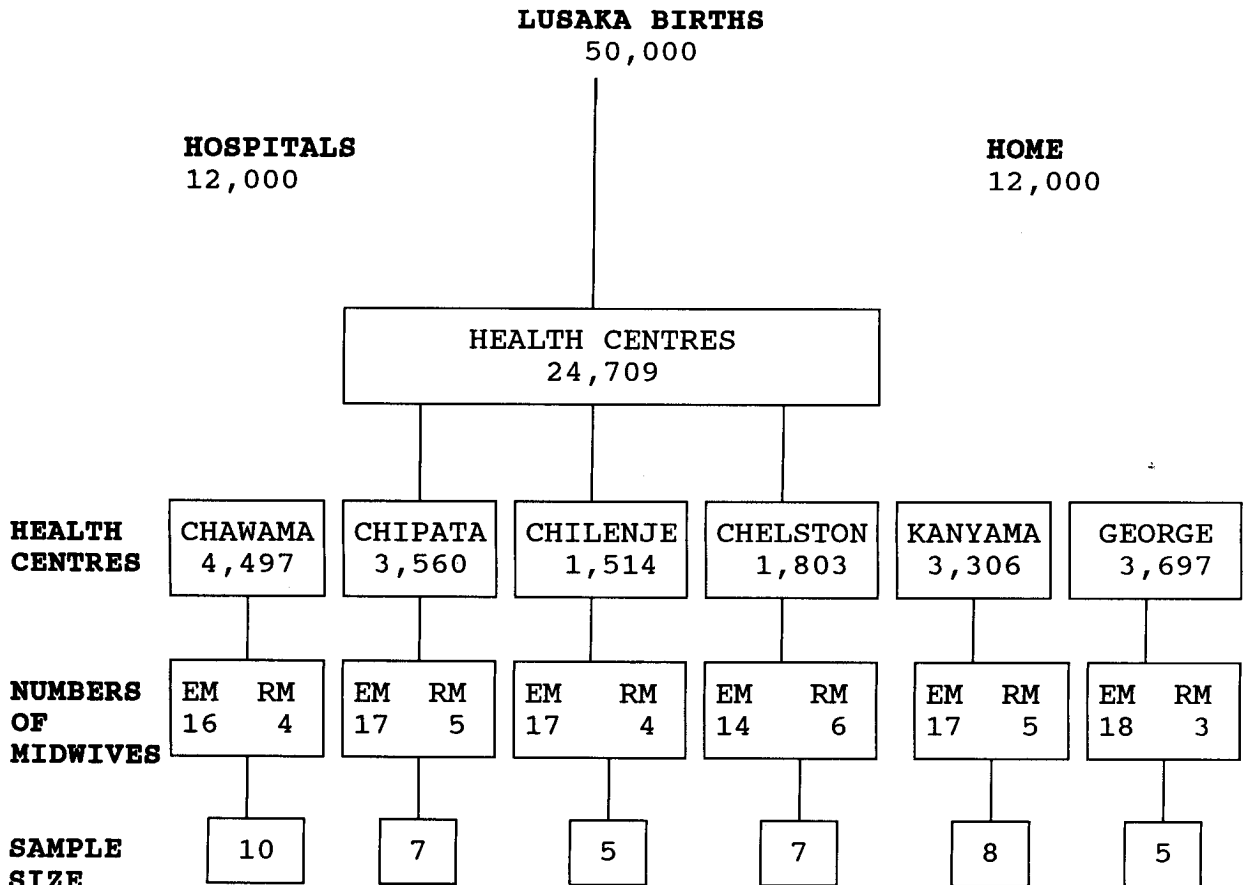 LUSAKA BIRTHS
50,000
HOSPITALS
12,000
HOME
12,000
HEALTH CENTRES
24,709
HEALTH
CENTRES
CHAWAMA
4,497
CHIPATA
3,560
CHILENJE
1,514
CHELSTON
1,803
KANYAMA
3,306
GEORGE
3,697
NUMBERS
OF
MIDWIVES
EM RM
16 4
EM RM
17 5
EM RM
17 4
EM RM
14 6
EM RM
17 5
EM RM
18 3
SAMPLE
SIZE
10
7
5
7
8
5